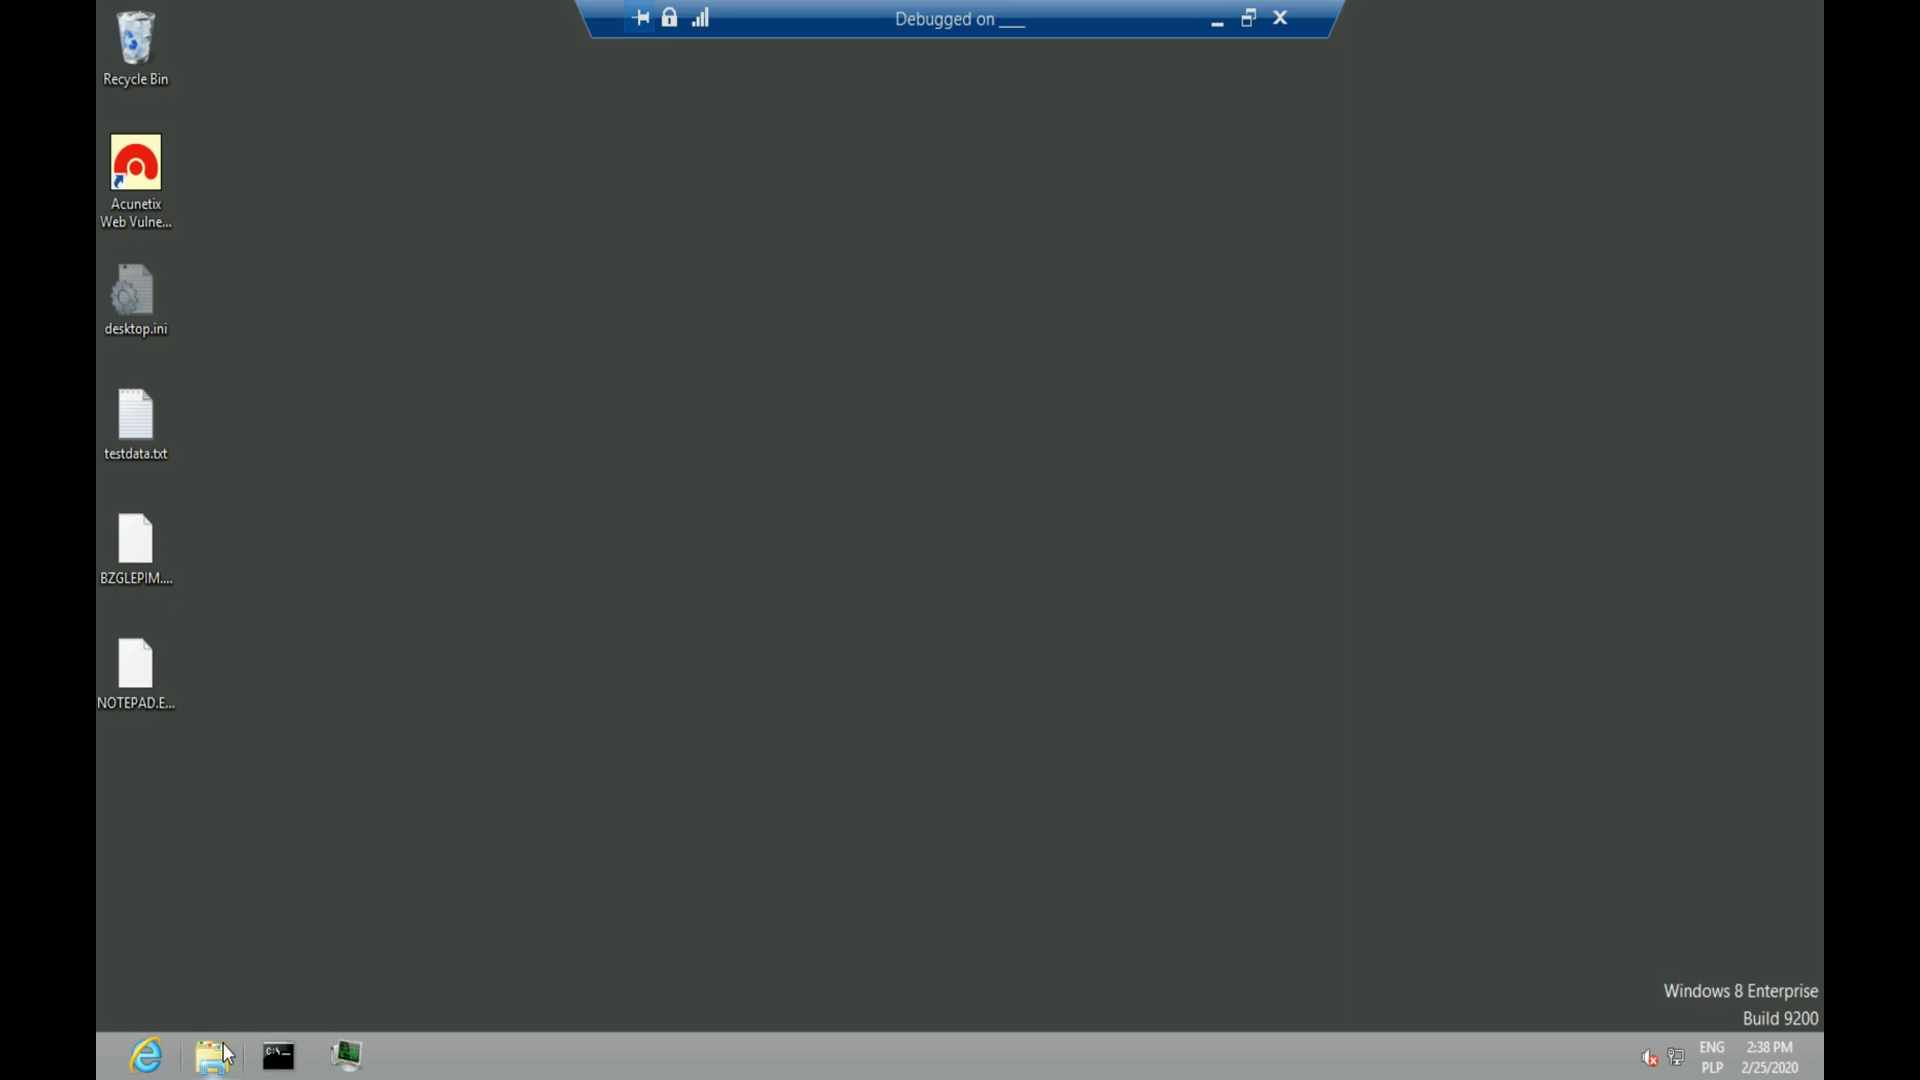 Debugged on ___
Recycle Bin
Acunetix
Web Vulne...
desktop.ini
testdata.txt
BZGLEPIM....
NOTEPAD.E...
Windows 8 Enterprise
Build 9200
C:\_
ENG
PLP
2:38 PM
2/25/2020